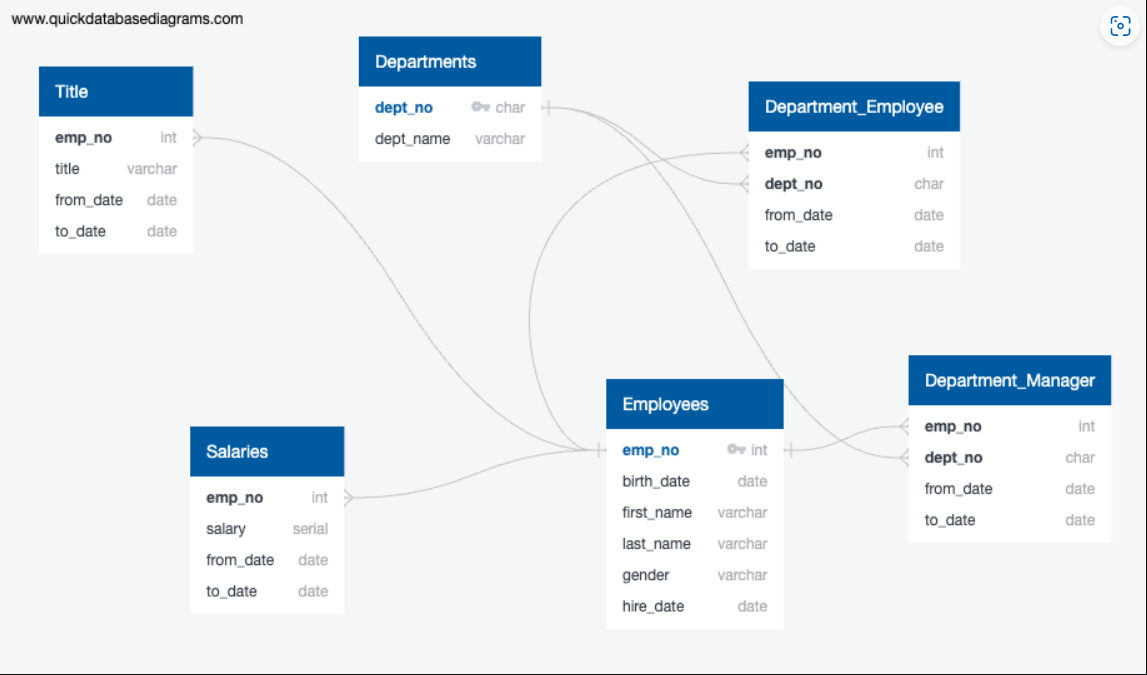 www.quickdatabasediagrams.com
Title
emp_no int
title varchar
from_date date
to_date date
Departments
dept_no char
dept_name varchar
Department_Employee
emp_no int
dept_no char
from_date date
to_date date
Salaries
emp_no int
salary serial
from_date date
to_date date
Employees
emp_no int
birth_date date
first_name varchar
last_name varchar
gender varchar
hire_date date
Department_Manager
emp_no int
dept_no char
from_date date
to_date date